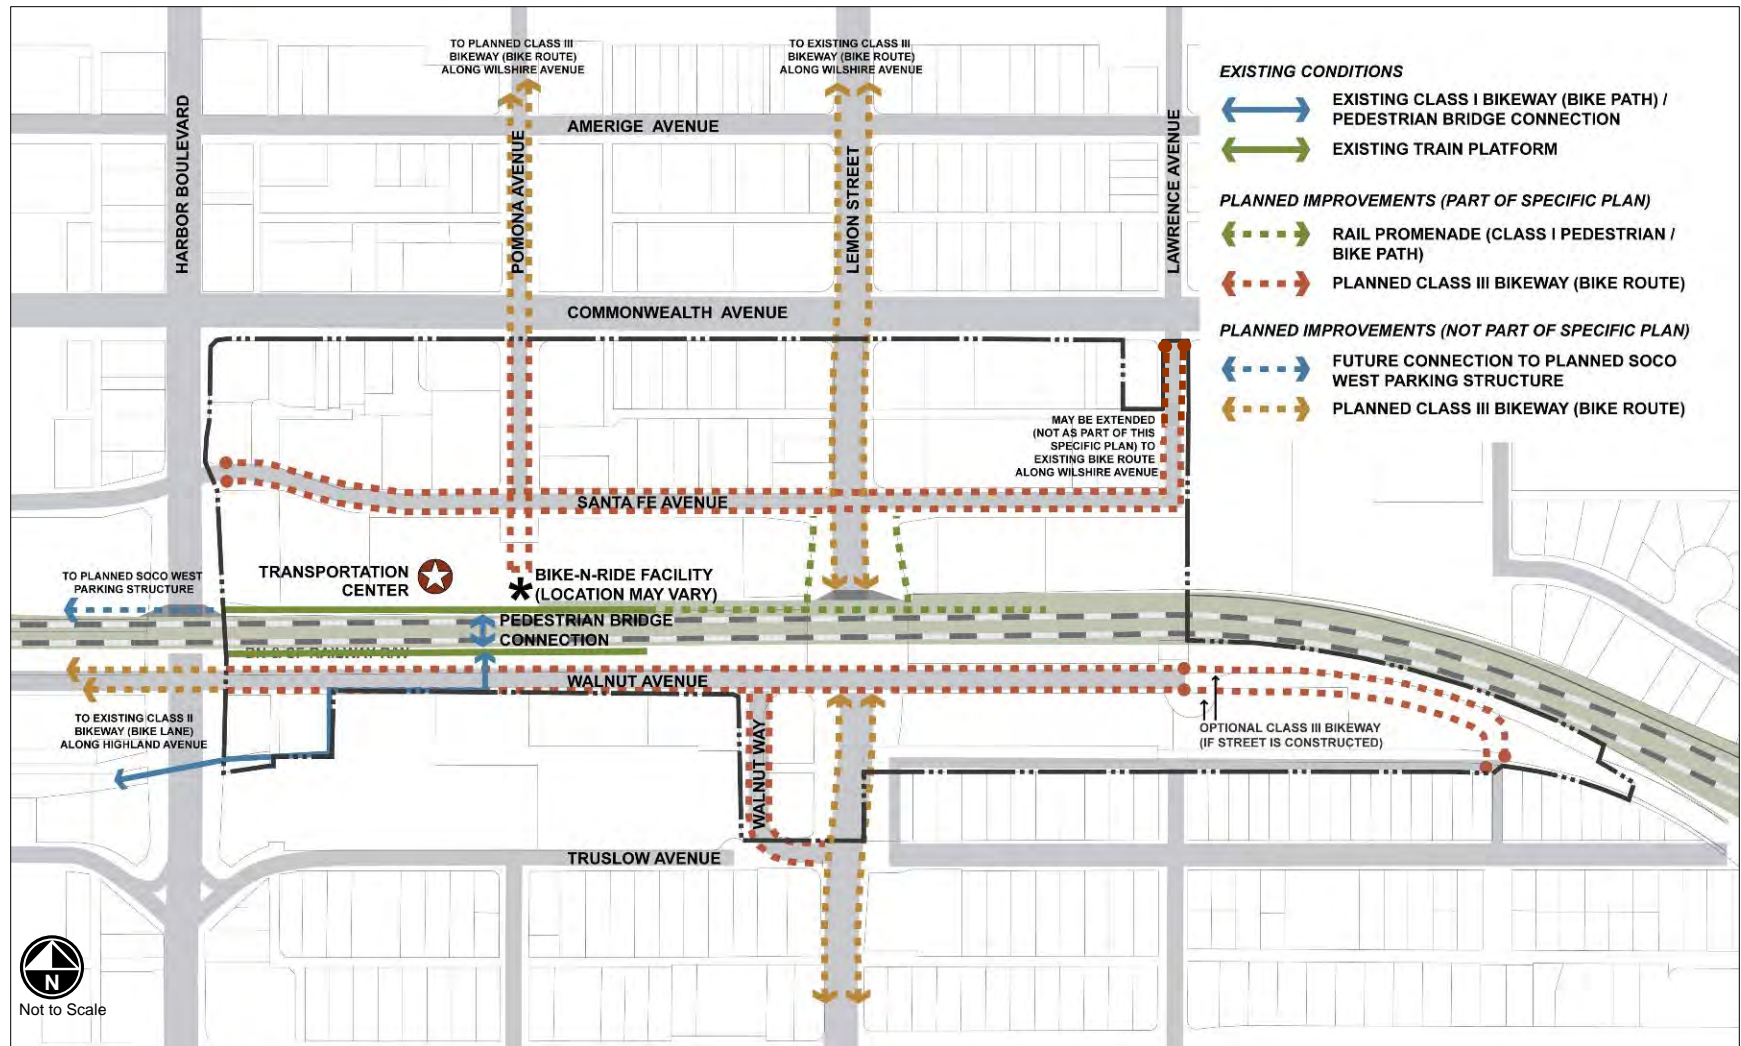 TO PLANNED CLASS III
BIKEWAY (BIKE ROUTE)
ALONG WILSHIRE AVENUE
TO EXISTING CLASS III
BIKEWAY (BIKE ROUTE)
ALONG WILSHIRE AVENUE
HARBOR BOULEVARD
POMONA AVENUE
LEMON STREET
LAWRENCE AVENUE
AMERIGE AVENUE
COMMONWEALTH AVENUE
EXISTING CONDITIONS
EXISTING CLASS I BIKEWAY (BIKE PATH) /
PEDESTRIAN BRIDGE CONNECTION
EXISTING TRAIN PLATFORM
PLANNED IMPROVEMENTS (PART OF SPECIFIC PLAN)
RAIL PROMENADE (CLASS I PEDESTRIAN /
BIKE PATH)
PLANNED CLASS III BIKEWAY (BIKE ROUTE)
PLANNED IMPROVEMENTS (NOT PART OF SPECIFIC PLAN)
FUTURE CONNECTION TO PLANNED SOCO
WEST PARKING STRUCTURE
PLANNED CLASS III BIKEWAY (BIKE ROUTE)
MAY BE EXTENDED
(NOT AS PART OF THIS
SPECIFIC PLAN) TO
EXISTING BIKE ROUTE
ALONG WILSHIRE AVENUE
SANTA FE AVENUE
TRANSPORTATION
CENTER
BIKE-N-RIDE FACILITY
(LOCATION MAY VARY)
TO PLANNED SOCO WEST
PARKING STRUCTURE
PEDESTRIAN BRIDGE
CONNECTION
BN & SF RAILWAY R/W
WALNUT AVENUE
TO EXISTING CLASS II
BIKEWAY (BIKE LANE)
ALONG HIGHLAND AVENUE
WALNUT WAY
OPTIONAL CLASS III BIKEWAY
(IF STREET IS CONSTRUCTED)
TRUSLOW AVENUE
N
Not to Scale